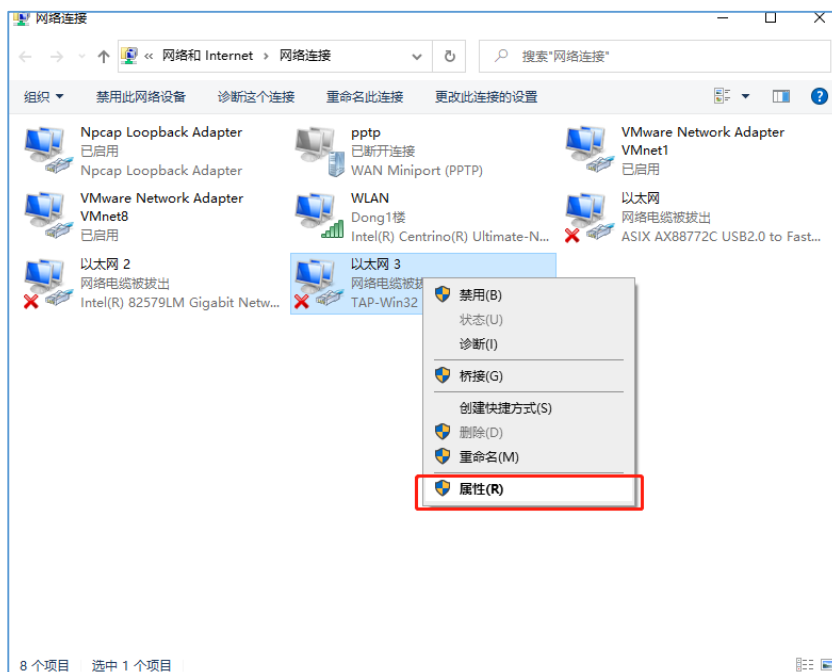 网络连接
« 网络和 Internet › 网络连接
搜索"网络连接"
组织 禁用此网络设备 诊断这个连接 重命名此连接 更改此连接的设置
Npcap Loopback Adapter
已启用
Npcap Loopback Adapter
pptp
已断开连接
WAN Miniport (PPTP)
VMware Network Adapter
VMnet1
已启用
VMware Network Adapter
VMnet8
已启用
WLAN
Dong1楼
Intel(R) Centrino(R) Ultimate-N...
以太网
网络电缆被拔出
ASIX AX88772C USB2.0 to Fast...
以太网 2
网络电缆被拔出
Intel(R) 82579LM Gigabit Netw...
以太网 3
网络电缆被
TAP-Win32
禁用(B)
状态(U)
诊断(I)
桥接(G)
创建快捷方式(S)
删除(D)
重命名(M)
属性(R)
8 个项目 选中 1 个项目